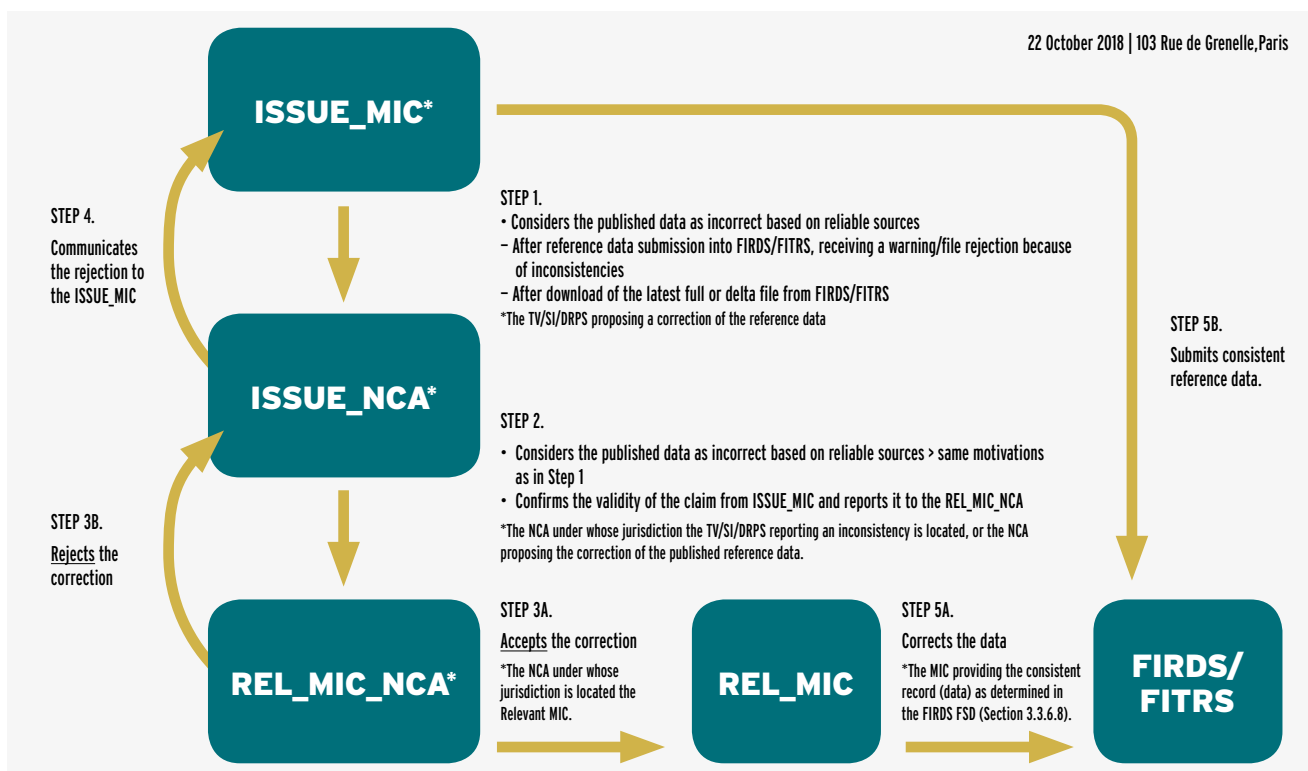 22 October 2018 | 103 Rue de Grenelle,Paris
ISSUE_MIC*
STEP 4.
Communicates
the rejection to
the ISSUE_MIC
STEP 1.
• Considers the published data as incorrect based on reliable sources
– After reference data submission into FIRDS/FITRS, receiving a warning/file rejection because
of inconsistencies
– After download of the latest full or delta file from FIRDS/FITRS
*The TV/SI/DRPS proposing a correction of the reference data
STEP 5B.
Submits consistent
reference data.
ISSUE_NCA*
STEP 2.
• Considers the published data as incorrect based on reliable sources > same motivations
as in Step 1
• Confirms the validity of the claim from ISSUE_MIC and reports it to the REL_MIC_NCA
*The NCA under whose jurisdiction the TV/SI/DRPS reporting an inconsistency is located, or the NCA
proposing the correction of the published reference data.
STEP 3B.
Rejects the
correction
REL_MIC_NCA*
STEP 3A.
Accepts the correction
*The NCA under whose
jurisdiction is located the
Relevant MIC.
REL_MIC
STEP 5A.
Corrects the data
*The MIC providing the consistent
record (data) as determined in
the FIRDS FSD (Section 3.3.6.8).
FIRDS/
FITRS